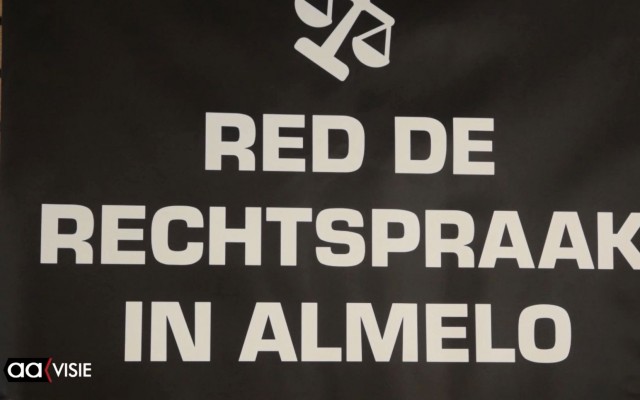 RED DE
RECHTSPRAAK
IN ALMELO
aa VISIE